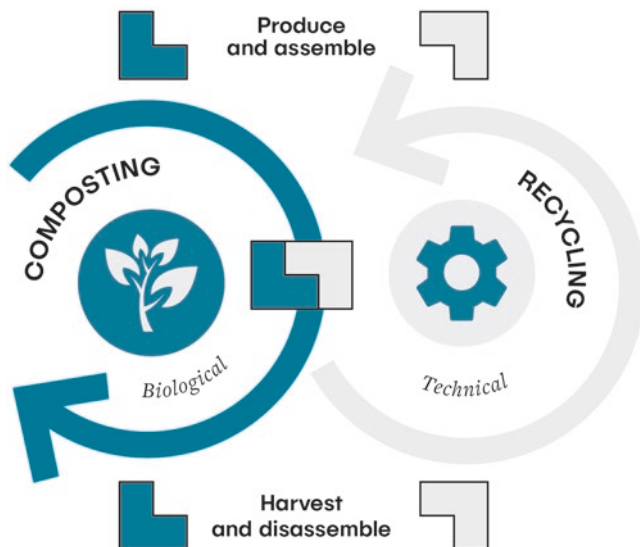 Produce
and assemble
COMPOSTING
RECYCLING
Biological
Technical
Harvest
and disassemble